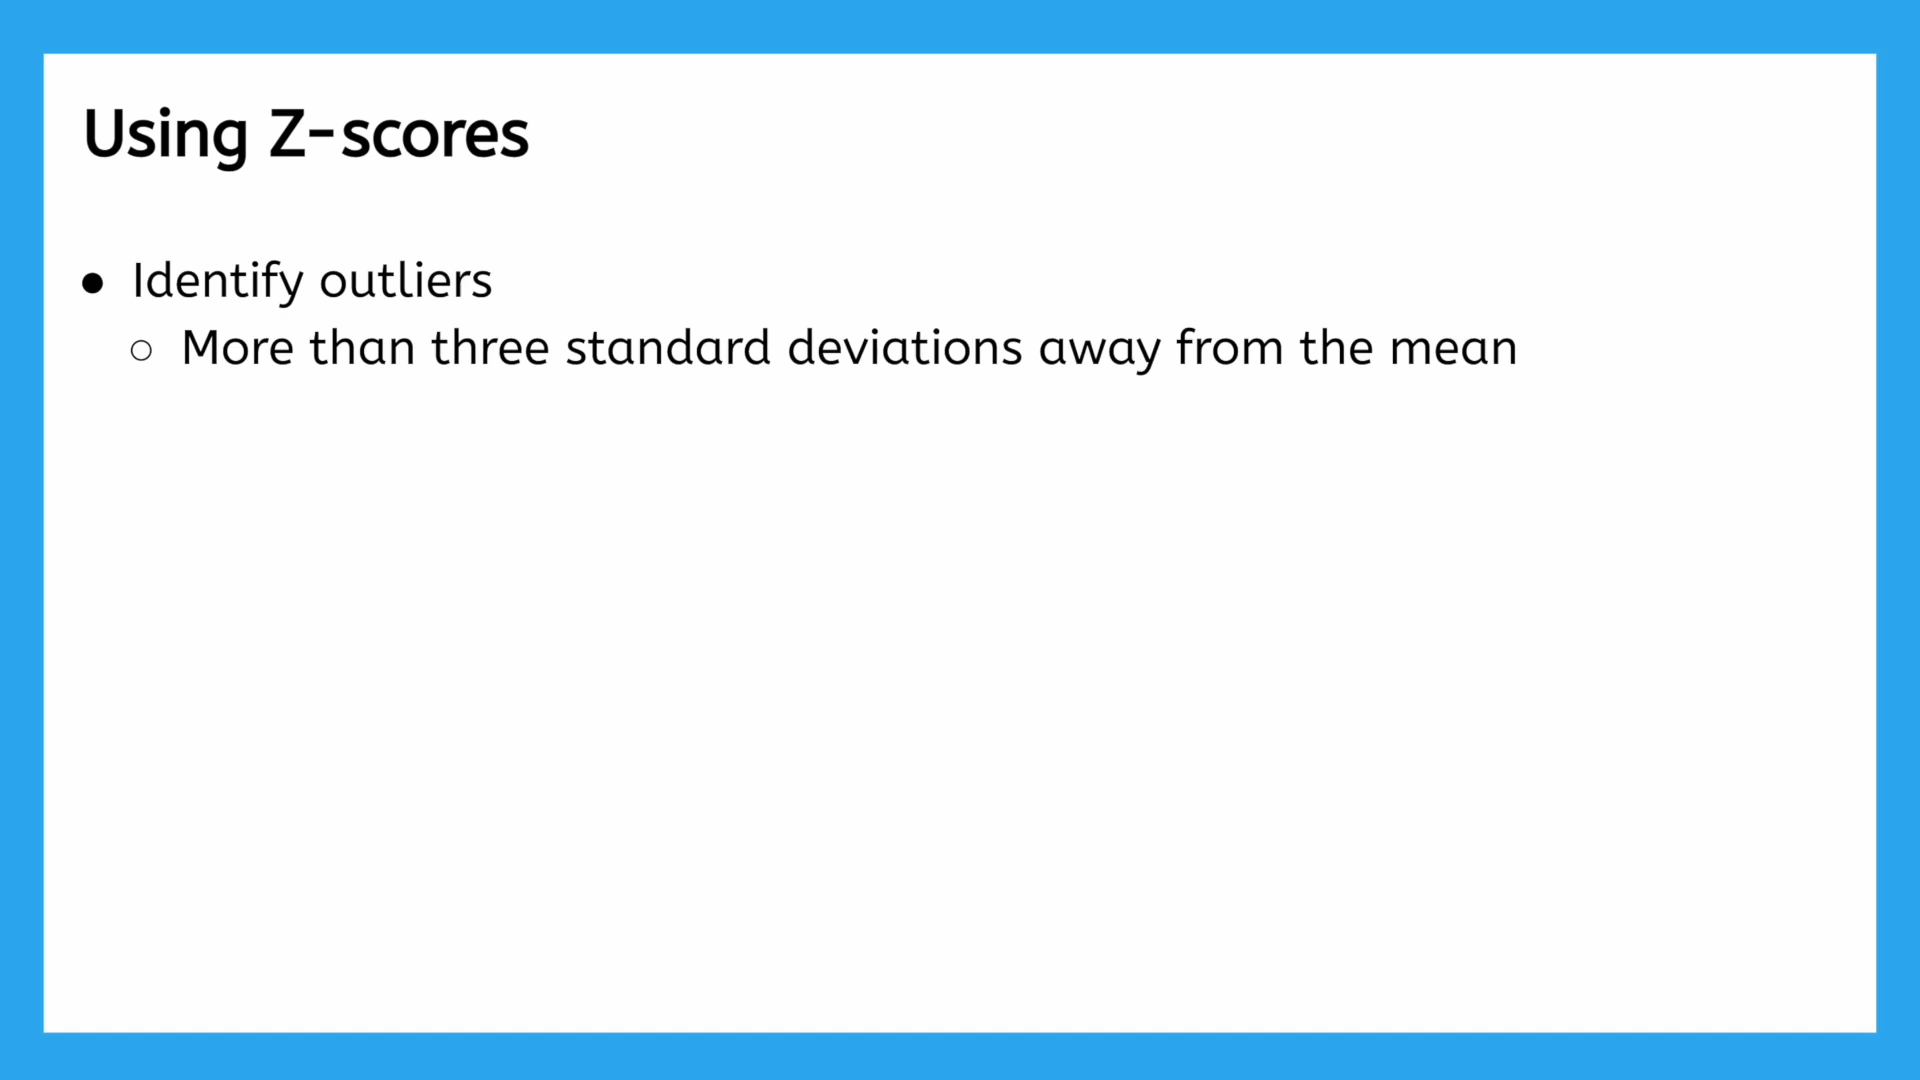 Using Z-scores
● Identify outliers
○ More than three standard deviations away from the mean